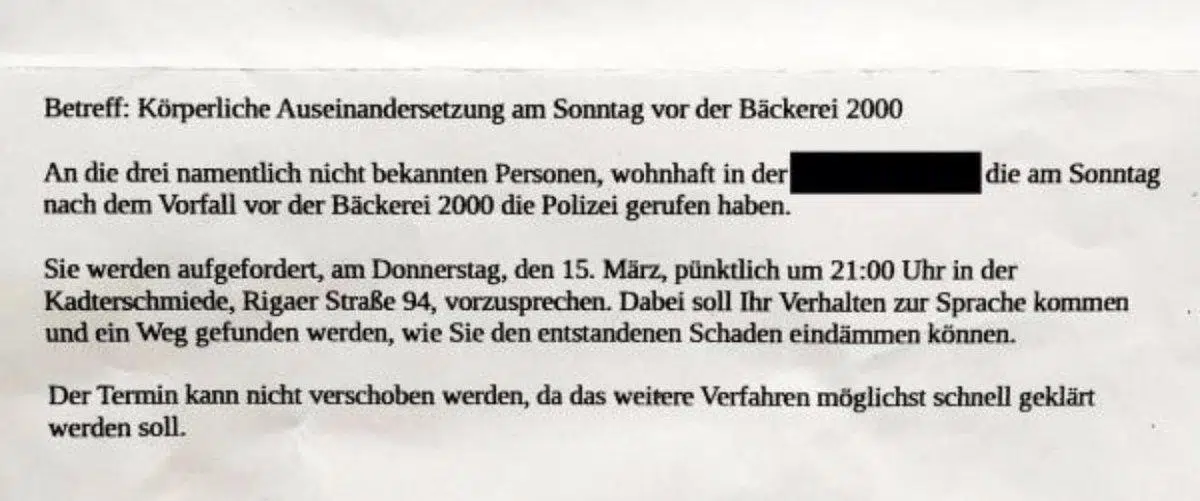 Betreff: Körperliche Auseinandersetzung am Sonntag vor der Bäckerei 2000
An die drei namentlich nicht bekannten Personen, wohnhaft in der die am Sonntag
nach dem Vorfall vor der Bäckerei 2000 die Polizei gerufen haben.
Sie werden aufgefordert, am Donnerstag, den 15. März, pünktlich um 21:00 Uhr in der
Kadterschmiede, Rigaer Straße 94, vorzusprechen. Dabei soll Ihr Verhalten zur Sprache kommen
und ein Weg gefunden werden, wie Sie den entstandenen Schaden eindämmen können.
Der Termin kann nicht verschoben werden, da das weitere Verfahren möglichst schnell geklärt
werden soll.